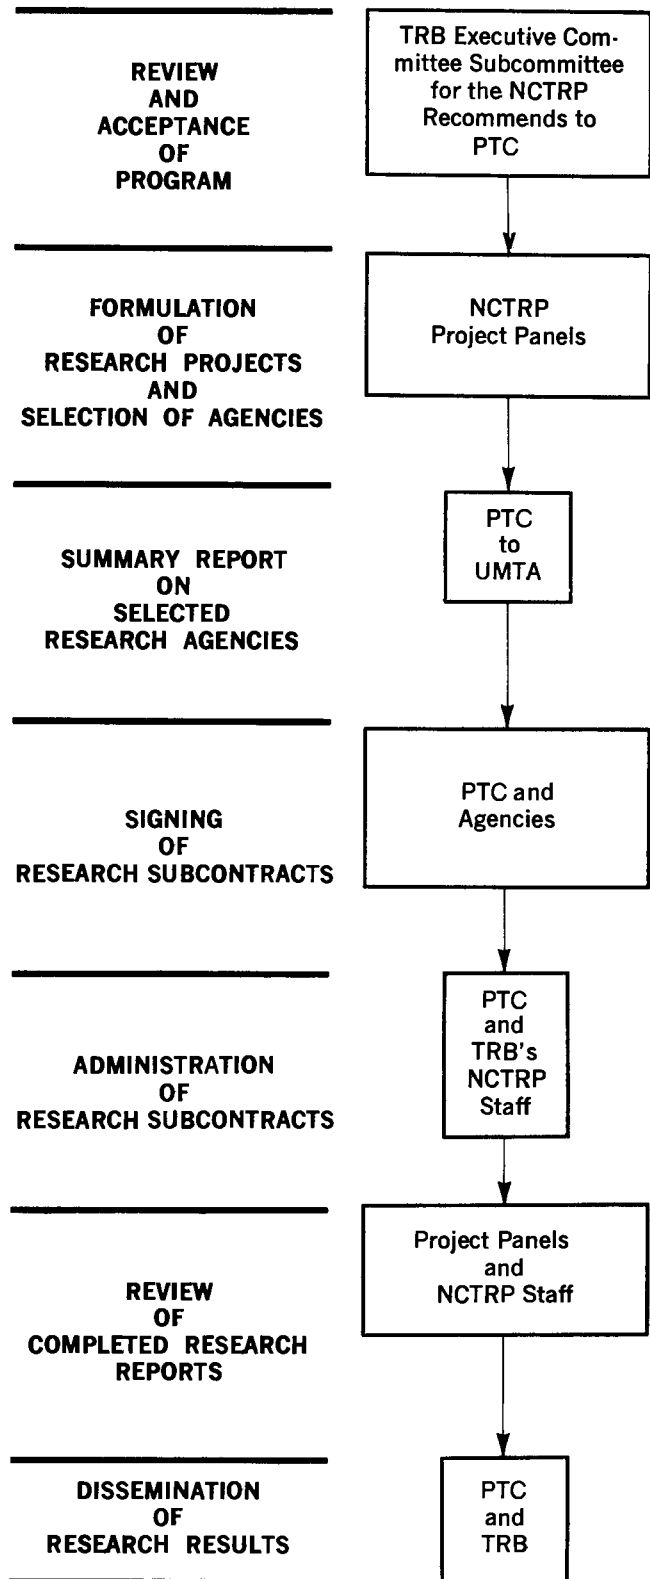 REVIEW
AND
ACCEPTANCE
OF
PROGRAM
TRB Executive Com-
mittee Subcommittee
for the NCTRP
Recommends to
PTC
FORMULATION
OF
RESEARCH PROJECTS
AND
SELECTION OF AGENCIES
NCTRP
Project Panels
SUMMARY REPORT
ON
SELECTED
RESEARCH AGENCIES
PTC
to
UMTA
SIGNING
OF
RESEARCH SUBCONTRACTS
PTC and
Agencies
ADMINISTRATION
OF
RESEARCH SUBCONTRACTS
PTC
and
TRB's
NCTRP
Staff
REVIEW
OF
COMPLETED RESEARCH
REPORTS
Project Panels
and
NCTRP Staff
DISSEMINATION
OF
RESEARCH RESULTS
PTC
and
TRB